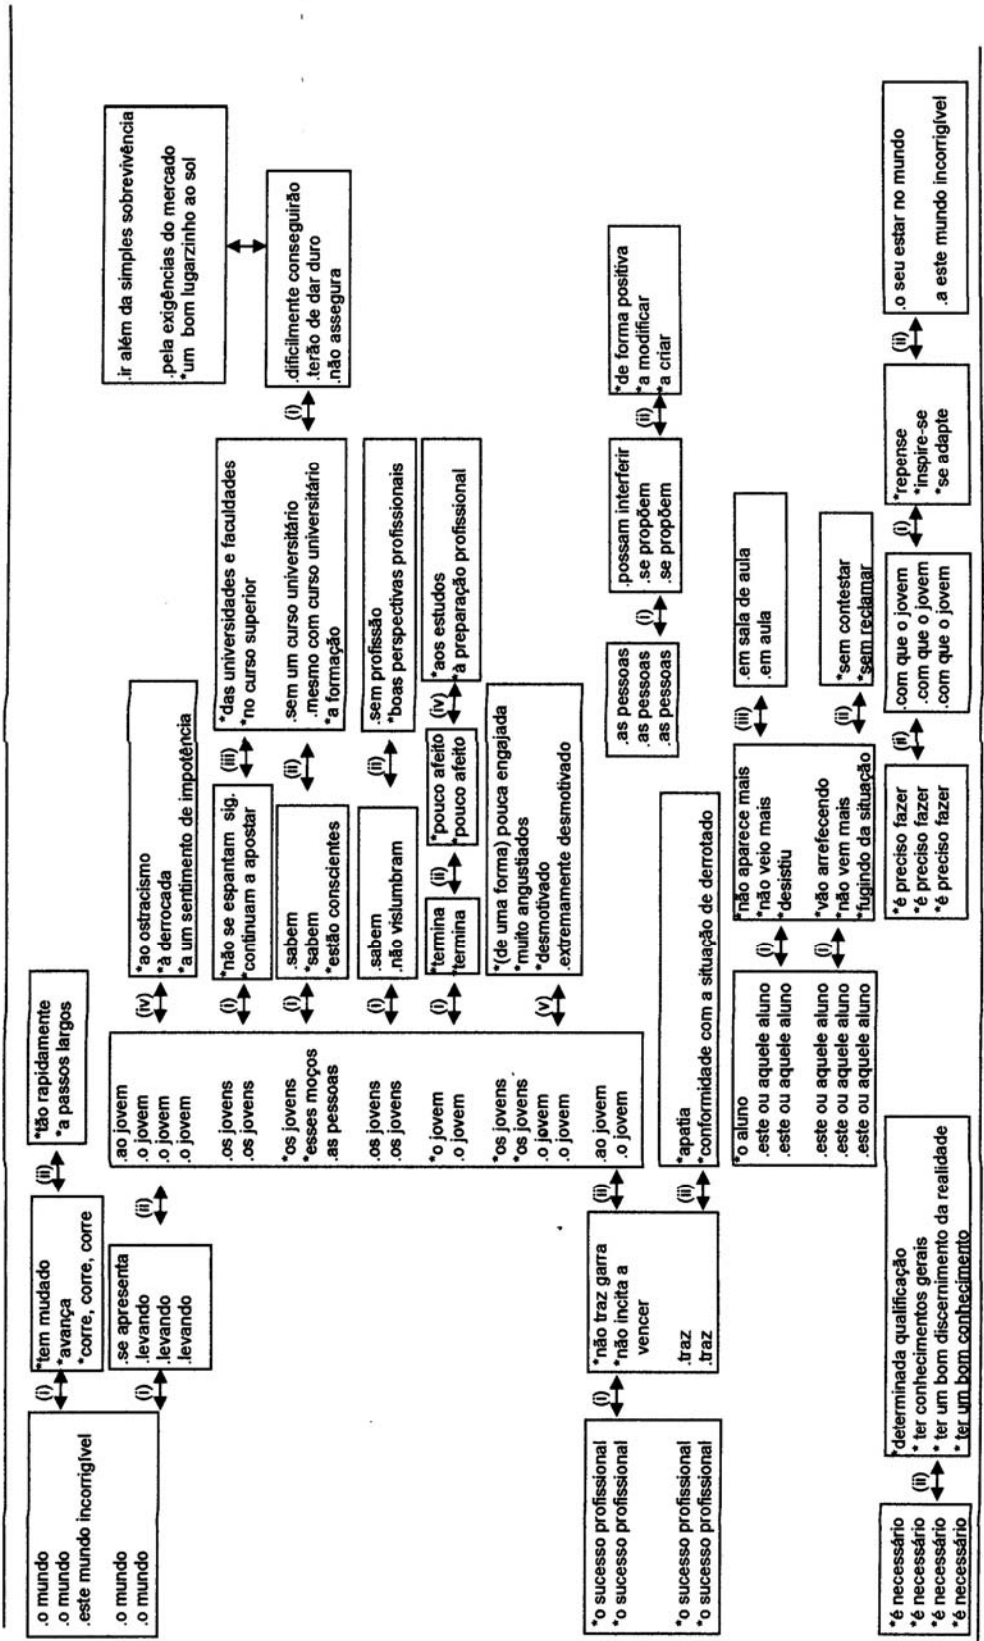 .o mundo
.o mundo
.este mundo incorrigível
.o mundo
.o mundo
(i)
*tem mudado
*avança
*corre, corre, corre
(ii)
*tão rapidamente
*a passos largos
(i)
.se apresenta
.levando
.levando
.levando
(ii)
.ao jovem
.o jovem
.o jovem
.o jovem
.os jovens
.os jovens
*os jovens
*esses moços
.as pessoas
.os jovens
.os jovens
*o jovem
.o jovem
*os jovens
*os jovens
.o jovem
.o jovem
.ao jovem
.o jovem
(iv)
*ao ostracismo
*à derrocada
*a um sentimento de impotência
(i)
*não se espantam sig.
*continuam a apostar
(iii)
*das universidades e faculdades
*no curso superior
.sem um curso universitário
.mesmo com curso universitário
*a formação
(i)
.sabem
*sabem
*estão conscientes
(ii)
(i)
.dificilmente conseguirão
.terão de dar duro
.não assegura
.ir além da simples sobrevivência
.pela exigências do mercado
*um bom lugarzinho ao sol
(i)
.sabem
.não vislumbram
(ii)
.sem profissão
*boas perspectivas profissionais
(i)
*termina
*termina
(ii)
*pouco afeito
*pouco afeito
(iv)
*aos estudos
*à preparação profissional
(v)
*(de uma forma) pouca engajada
*muito angustiados
*desmotivado
.extremamente desmotivado
*o sucesso profissional
*o sucesso profissional
*o sucesso profissional
*o sucesso profissional
(i)
*não traz garra
*não incita a
vencer
.traz
.traz
(ii)
(ii)
*apatia
*conformidade com a situação de derrotado
.as pessoas
.as pessoas
.as pessoas
(i)
.possam interferir
.se propõem
.se propõem
(ii)
*de forma positiva
*a modificar
*a criar
*o aluno
.este ou aquele aluno
.este ou aquele aluno
.este ou aquele aluno
.este ou aquele aluno
.este ou aquele aluno
(i)
(i)
*não aparece mais
*não veio mais
*desistiu
*vão arrefecendo
*não vem mais
*fugindo da situação
(iii)
.em sala de aula
.em aula
(ii)
*sem contestar
*sem reclamar
*é necessário
*é necessário
*é necessário
*é necessário
(ii)
*determinada qualificação
* ter conhecimentos gerais
* ter um bom discernimento da realidade
* ter um bom conhecimento
*é preciso fazer
*é preciso fazer
*é preciso fazer
(ii)
.com que o jovem
.com que o jovem
.com que o jovem
(i)
*repense
*inspire-se
*se adapte
(ii)
.o seu estar no mundo
.a este mundo incorrigível